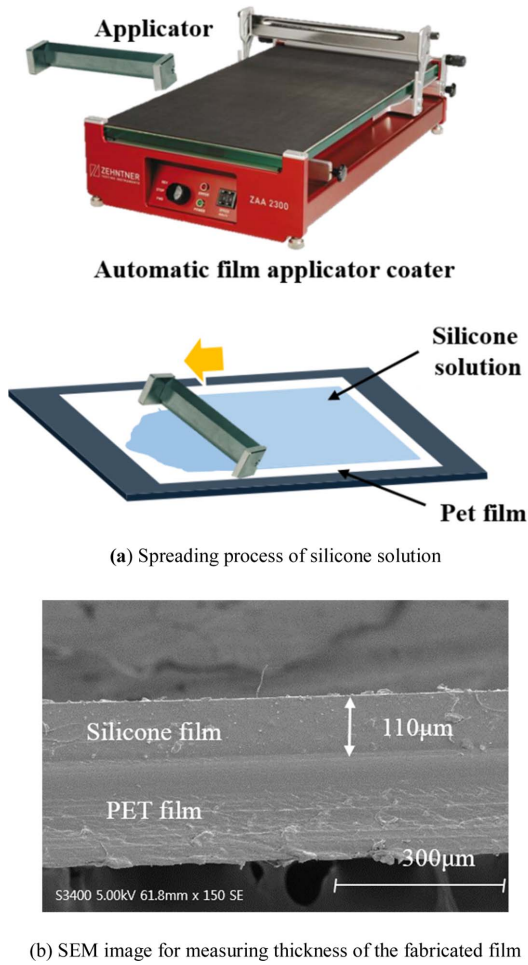 Applicator
ZEHNTNER
TESTING INSTRUMENTS
ZAA 2300
Automatic film applicator coater
Silicone
solution
Pet film
(a) Spreading process of silicone solution
Silicone film
110μm
PET film
300μm
S3400 5.00kV 61.8mm x 150 SE
(b) SEM image for measuring thickness of the fabricated film